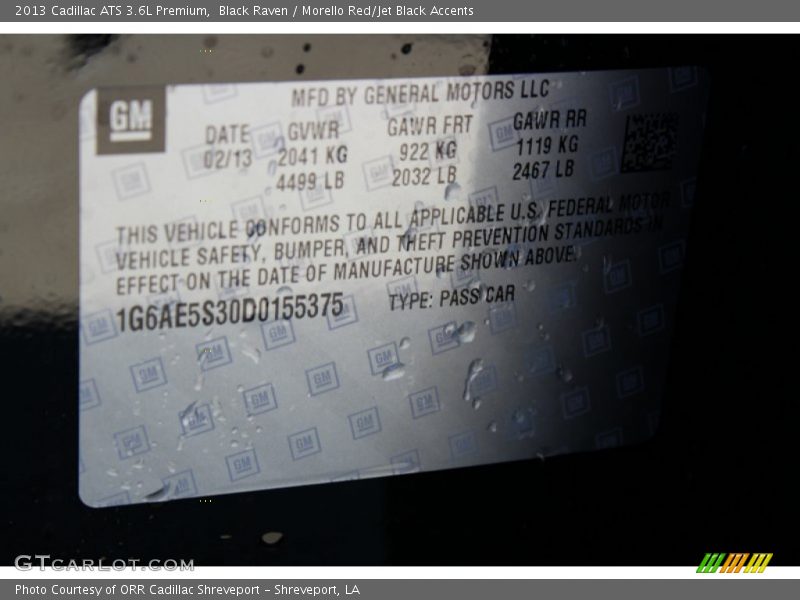 2013 Cadillac ATS 3.6L Premium,  Black Raven / Morello Red/Jet Black Accents
GM
MFD BY GENERAL MOTORS LLC
DATE GVWR GAWR FRT GAWR RR
02/13 2041 KG 922 KG 1119 KG
4499 LB 2032 LB 2467 LB
THIS VEHICLE CONFORMS TO ALL APPLICABLE U.S. FEDERAL MOTOR
VEHICLE SAFETY, BUMPER, AND THEFT PREVENTION STANDARDS IN
EFFECT ON THE DATE OF MANUFACTURE SHOWN ABOVE.
1G6AE5S30D0155375 TYPE: PASS CAR
GTCarLot.com
Photo Courtesy of ORR Cadillac Shreveport - Shreveport, LA